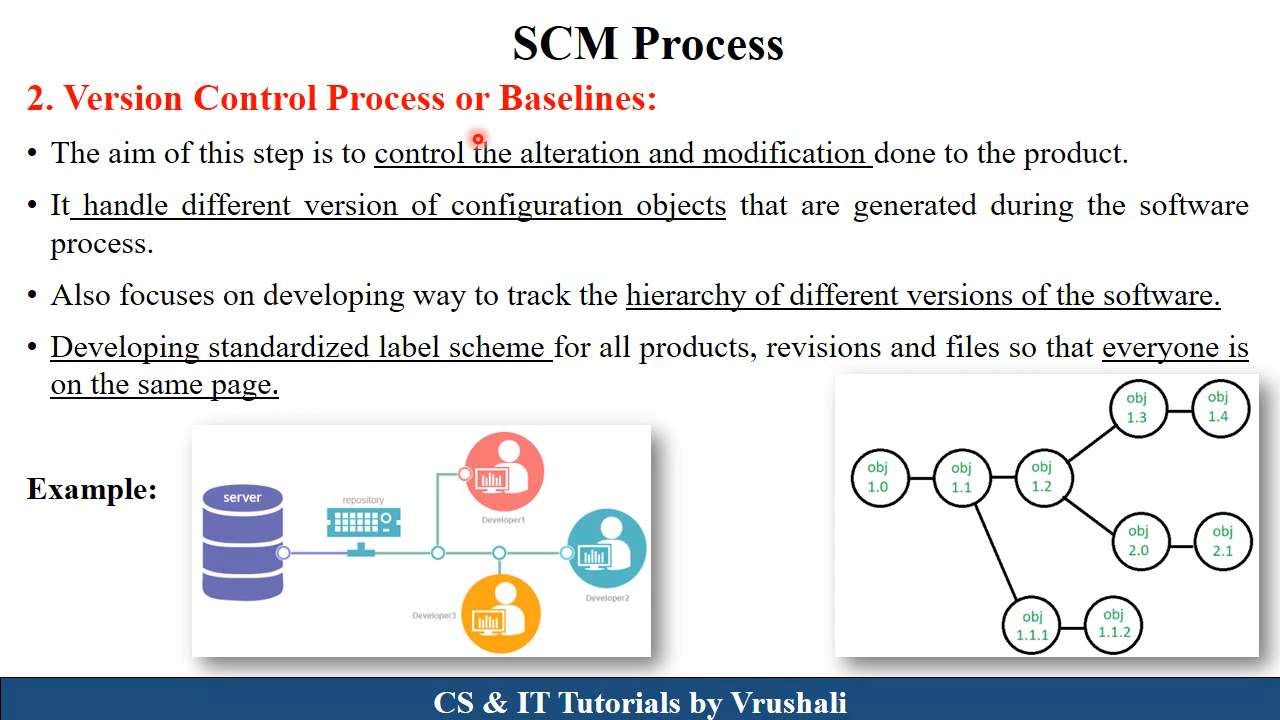 SCM Process
2. Version Control Process or Baselines:
• The aim of this step is to control the alteration and modification done to the product.
• It handle different version of configuration objects that are generated during the software
process.
• Also focuses on developing way to track the hierarchy of different versions of the software.
• Developing standardized label scheme for all products, revisions and files so that everyone is
on the same page.
Example:
server
repository
Developer1
Developer2
Developer3
obj
1.0
obj
1.1
obj
1.2
obj
1.3
obj
1.4
obj
2.0
obj
2.1
obj
1.1.1
obj
1.1.2
CS & IT Tutorials by Vrushali